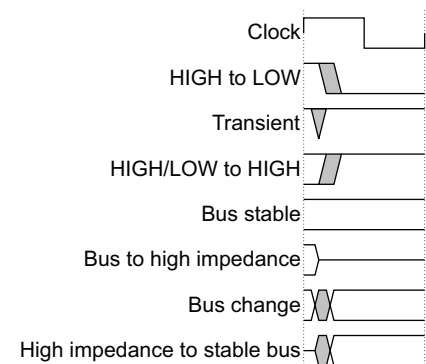 Clock
HIGH to LOW
Transient
HIGH/LOW to HIGH
Bus stable
Bus to high impedance
Bus change
High impedance to stable bus